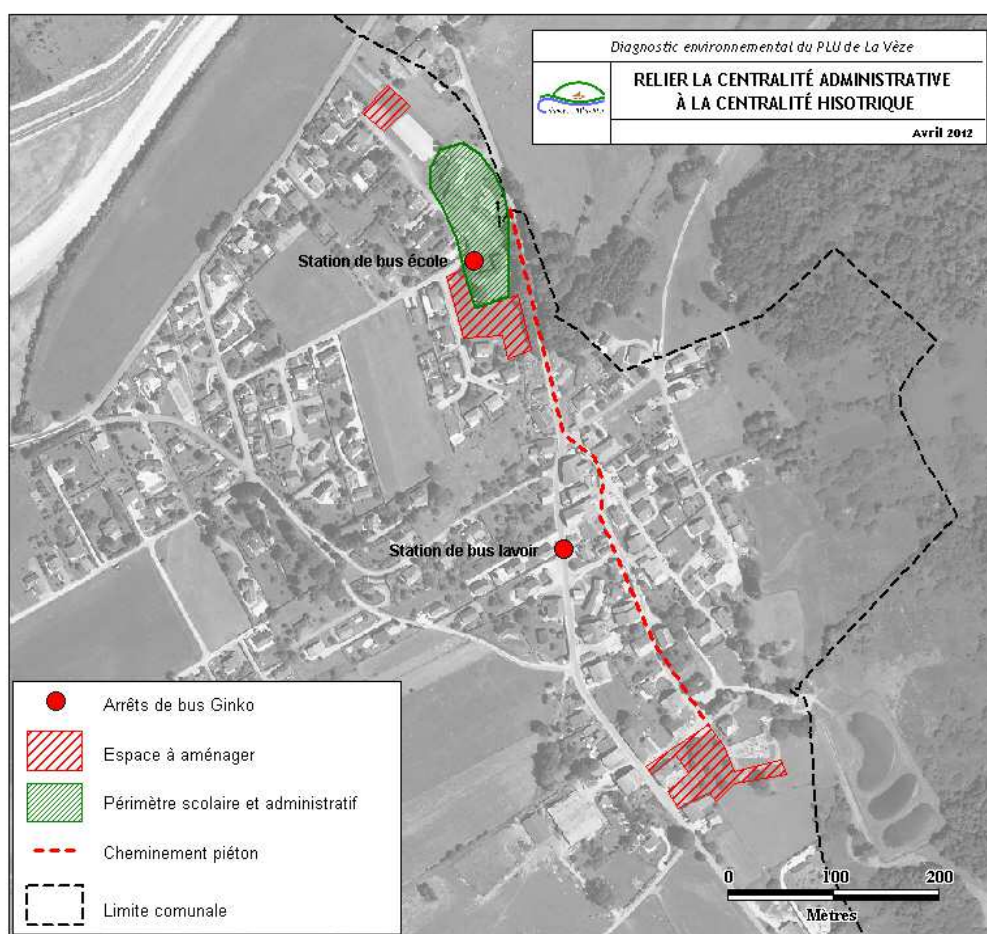 Diagnostic environnemental du PLU de La Vèze
RELIER LA CENTRALITÉ ADMINISTRATIVE
À LA CENTRALITÉ HISOTRIQUE
Avril 2012
Station de bus école
Station de bus lavoir
Arrêts de bus Ginko
Espace à aménager
Périmètre scolaire et administratif
Cheminement piéton
Limite comunale
0 100 200
Mètres